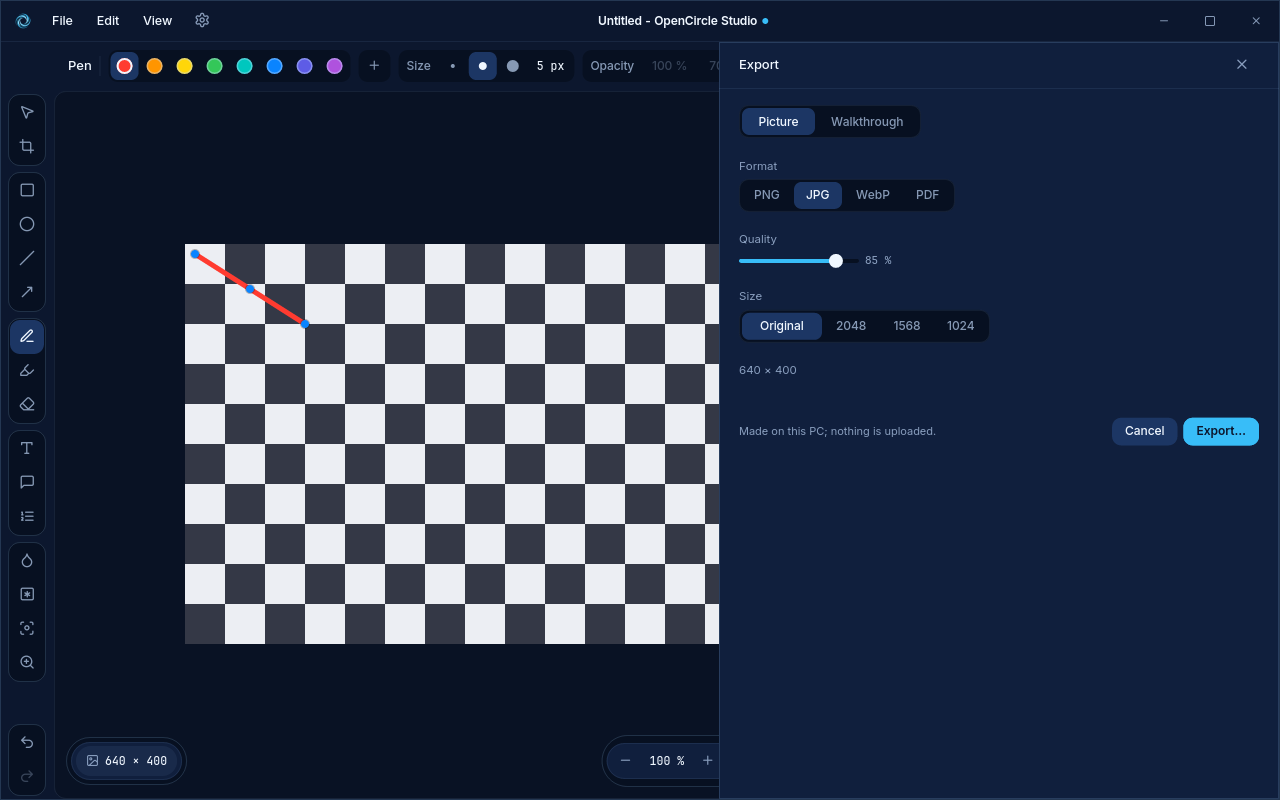 File Edit View
Untitled - OpenCircle Studio
Pen
Size
5 px
Opacity
100 %
Export
Picture Walkthrough
Format
PNG JPG WebP PDF
Quality
85 %
Size
Original 2048 1568 1024
640 × 400
Made on this PC; nothing is uploaded.
Cancel
Export...
640 × 400
100 %